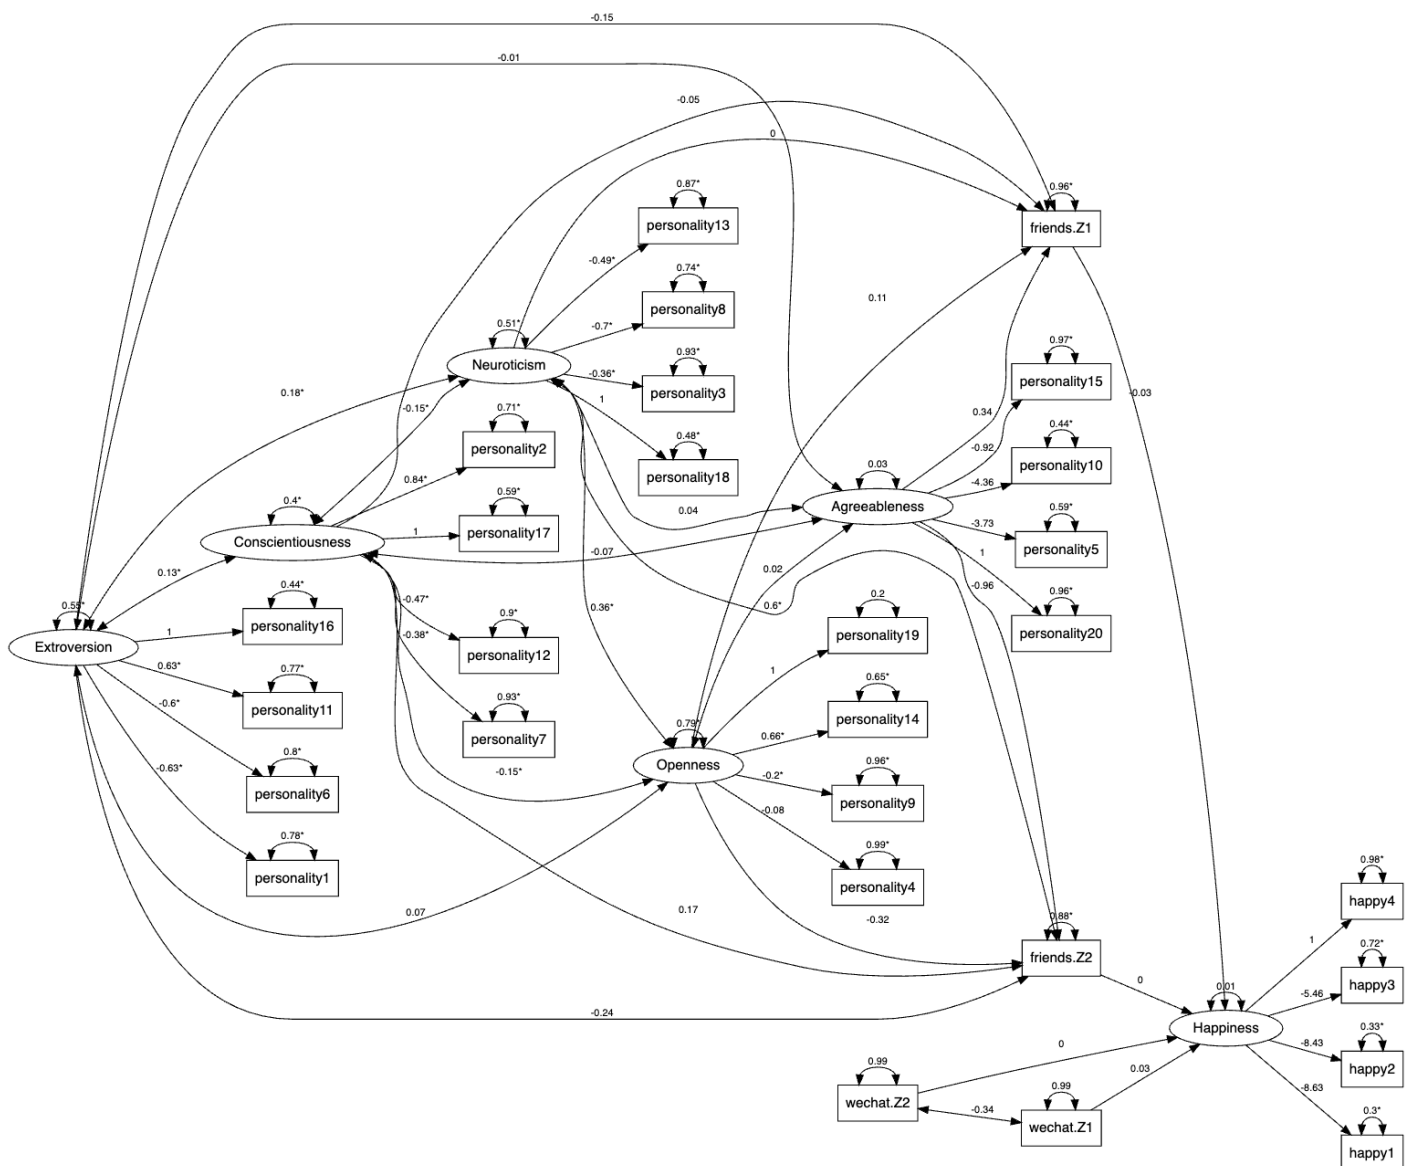 -0.15
-0.01
-0.05
0
0.96*
friends.Z1
0.87*
personality13
-0.49*
0.74*
personality8
-0.7*
0.11
0.51*
Neuroticism
0.93*
personality3
-0.36*
1
0.97*
personality15
-0.03
0.18*
-0.15*
0.71*
personality2
0.84*
0.48*
personality18
0.34
-0.92
0.44*
personality10
-4.36
0.03
Agreeableness
0.4*
Conscientiousness
0.59*
personality17
1
0.04
-3.73
0.59*
personality5
1
-0.07
0.13*
0.02
-0.96
0.44*
personality16
1
-0.47*
0.36*
0.6*
0.2
personality19
0.96*
personality20
0.55*
Extroversion
-0.38*
0.9*
personality12
1
0.63*
0.77*
personality11
-0.6*
0.93*
personality7
0.79*
Openness
0.66*
0.65*
personality14
-0.63*
0.8*
personality6
-0.15*
-0.2*
0.96*
personality9
-0.08
0.78*
personality1
0.99*
personality4
0.07
0.17
-0.32
0.88*
friends.Z2
0.98*
happy4
1
0
0.72*
happy3
-5.46
0.01
Happiness
-0.24
0
0.03
-8.43
0.33*
happy2
-8.63
0.99
wechat.Z2
-0.34
0.99
wechat.Z1
0.3*
happy1